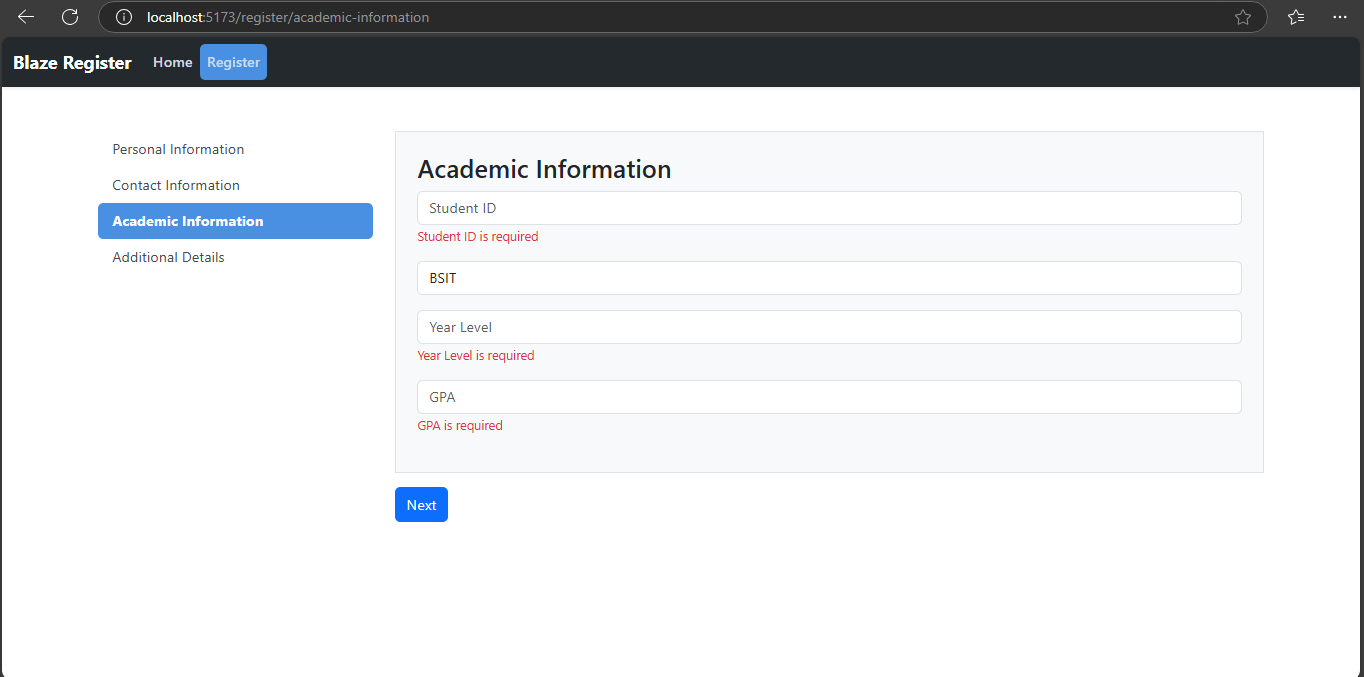 localhost:5173/register/academic-information
Blaze Register Home Register
Personal Information
Contact Information
Academic Information
Additional Details
Academic Information
Student ID
Student ID is required
BSIT
Year Level
Year Level is required
GPA
GPA is required
Next